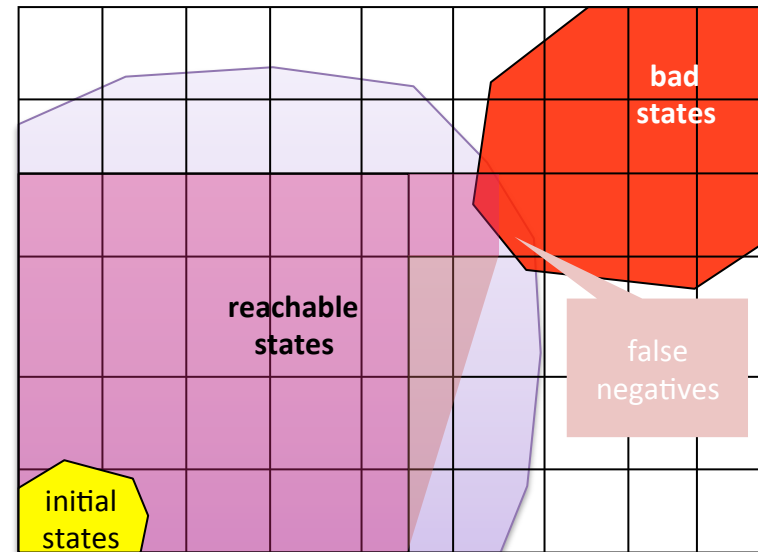 bad
states
reachable
states
false
negatives
initial
states